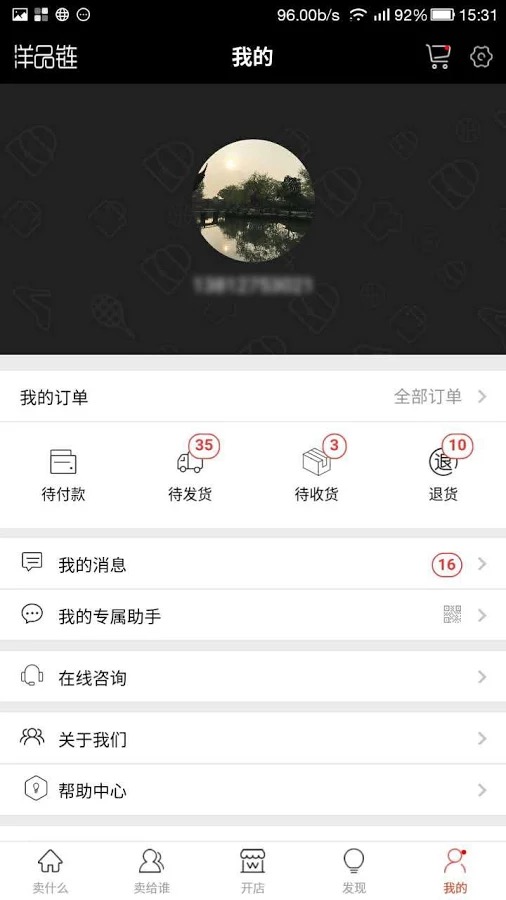 96.00b/s 92% 15:31
洋品链 我的
我的订单 全部订单
35 3 10
退
待付款 待发货 待收货 退货
我的消息 16
我的专属助手
在线咨询
关于我们
帮助中心
卖什么 卖给谁 开店 发现 我的